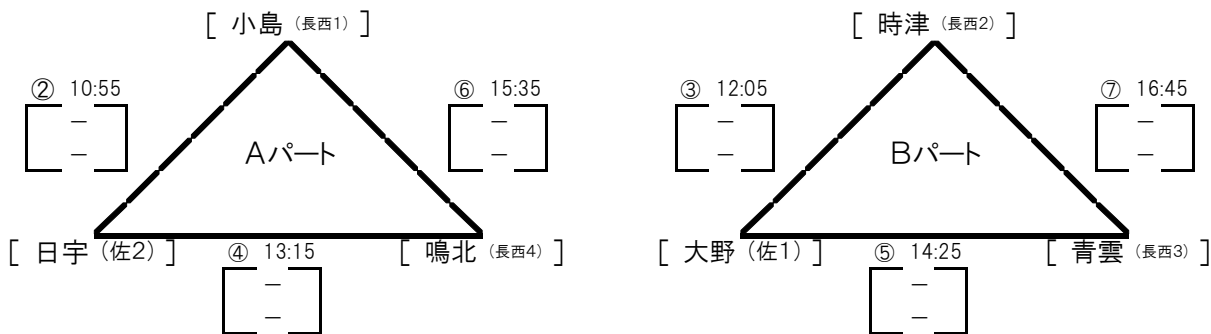 [ 小島 (長西1) ]
[ 時津 (長西2) ]
② 10:55
⑥ 15:35
③ 12:05
⑦ 16:45
[ － ]
[ － ]
[ － ]
[ － ]
[ － ]
[ － ]
[ － ]
[ － ]
Aパート
Bパート
[ 日宇 (佐2) ]
④ 13:15
[ 鳴北 (長西4) ]
[ 大野 (佐1) ]
⑤ 14:25
[ 青雲 (長西3) ]
[ － ]
[ － ]
[ － ]
[ － ]